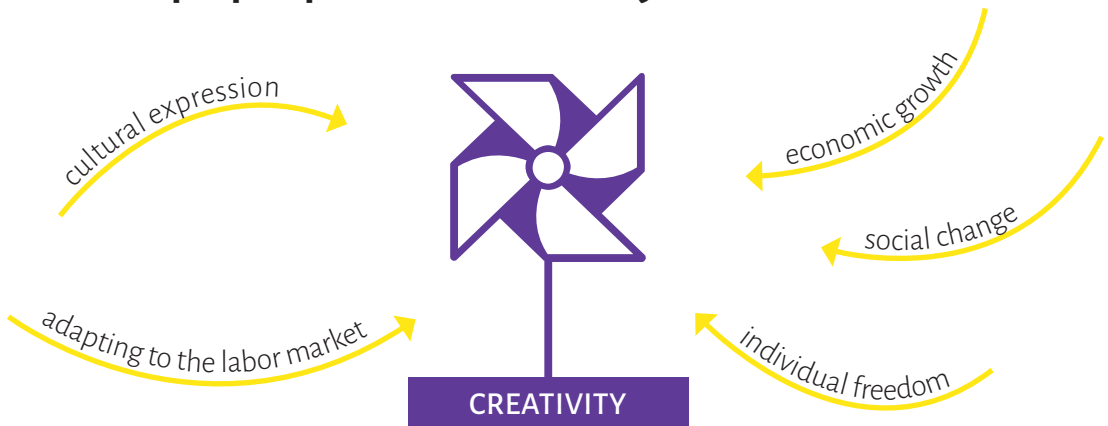 cultural expression
economic growth
social change
adapting to the labor market
individual freedom
CREATIVITY